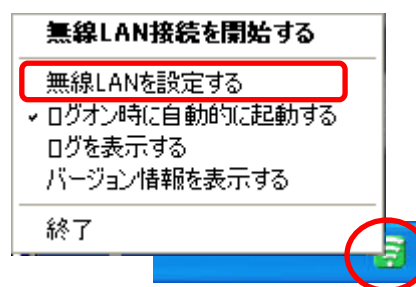 無線LAN接続を開始する
無線LANを設定する
ログオン時に自動的に起動する
ログを表示する
バージョン情報を表示する
終了